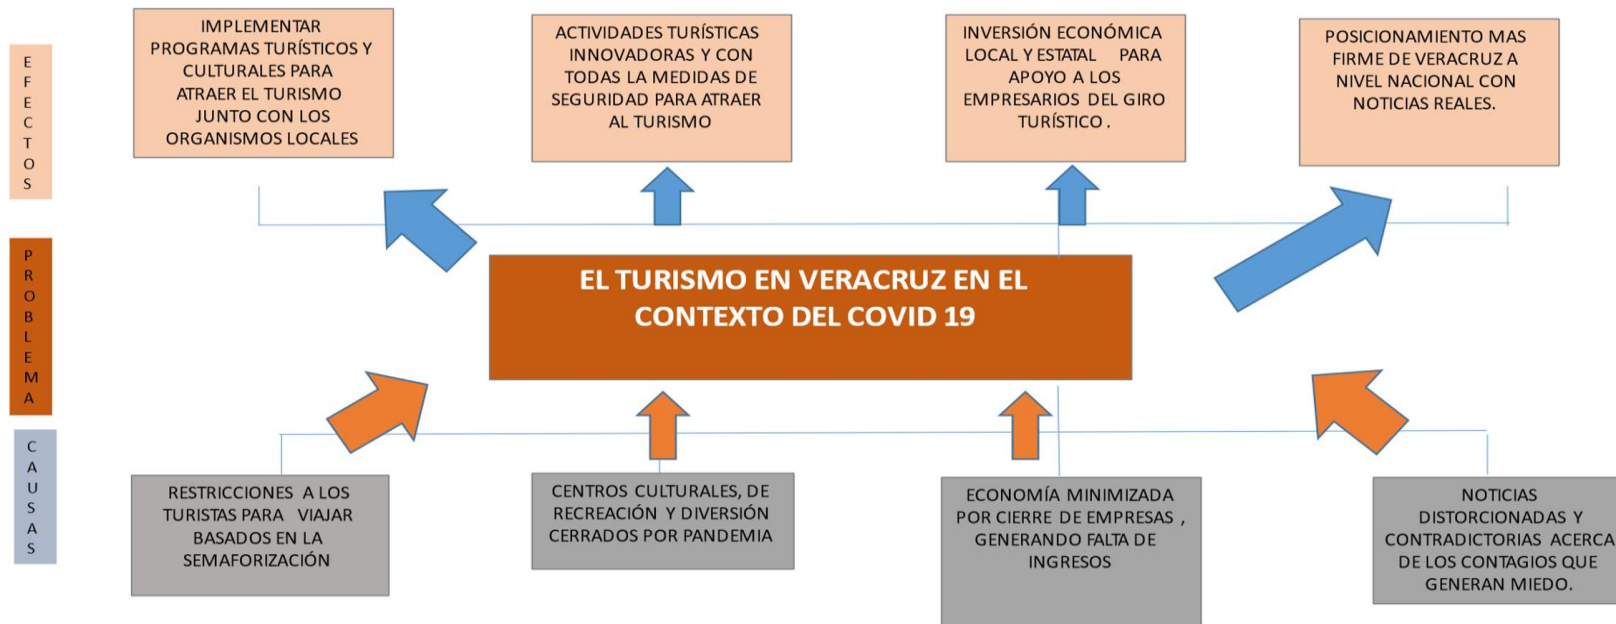 EFECTOS
IMPLEMENTAR
PROGRAMAS TURÍSTICOS Y
CULTURALES PARA
ATRAER EL TURISMO
JUNTO CON LOS
ORGANISMOS LOCALES
ACTIVIDADES TURÍSTICAS
INNOVADORAS Y CON
TODAS LA MEDIDAS DE
SEGURIDAD PARA ATRAER
AL TURISMO
INVERSIÓN ECONÓMICA
LOCAL Y ESTATAL PARA
APOYO A LOS
EMPRESARIOS DEL GIRO
TURÍSTICO .
POSICIONAMIENTO MAS
FIRME DE VERACRUZ A
NIVEL NACIONAL CON
NOTICIAS REALES.
PROBLEMA
EL TURISMO EN VERACRUZ EN EL
CONTEXTO DEL COVID 19
CAUSAS
RESTRICCIONES A LOS
TURISTAS PARA VIAJAR
BASADOS EN LA
SEMAFORIZACIÓN
CENTROS CULTURALES, DE
RECREACIÓN Y DIVERSIÓN
CERRADOS POR PANDEMIA
ECONOMÍA MINIMIZADA
POR CIERRE DE EMPRESAS ,
GENERANDO FALTA DE
INGRESOS
NOTICIAS
DISTORCIONADAS Y
CONTRADICTORIAS ACERCA
DE LOS CONTAGIOS QUE
GENERAN MIEDO.